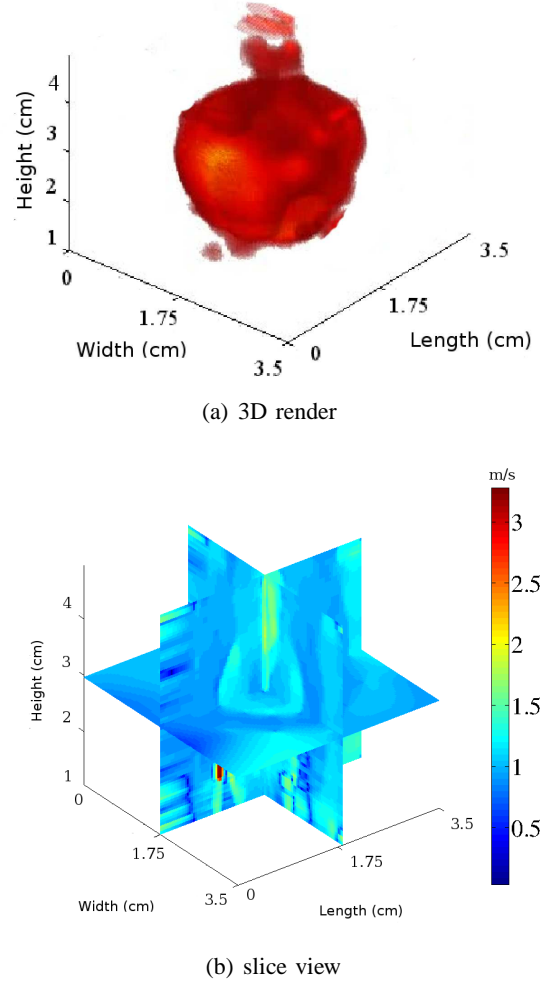 4
3
2
1
Height (cm)
0
1.75
3.5
Width (cm)
0
1.75
3.5
Length (cm)
(a) 3D render
m/s
3
2.5
2
1.5
1
0.5
4
3
2
1
Height (cm)
0
1.75
3.5
Width (cm)
0
1.75
3.5
Length (cm)
(b) slice view